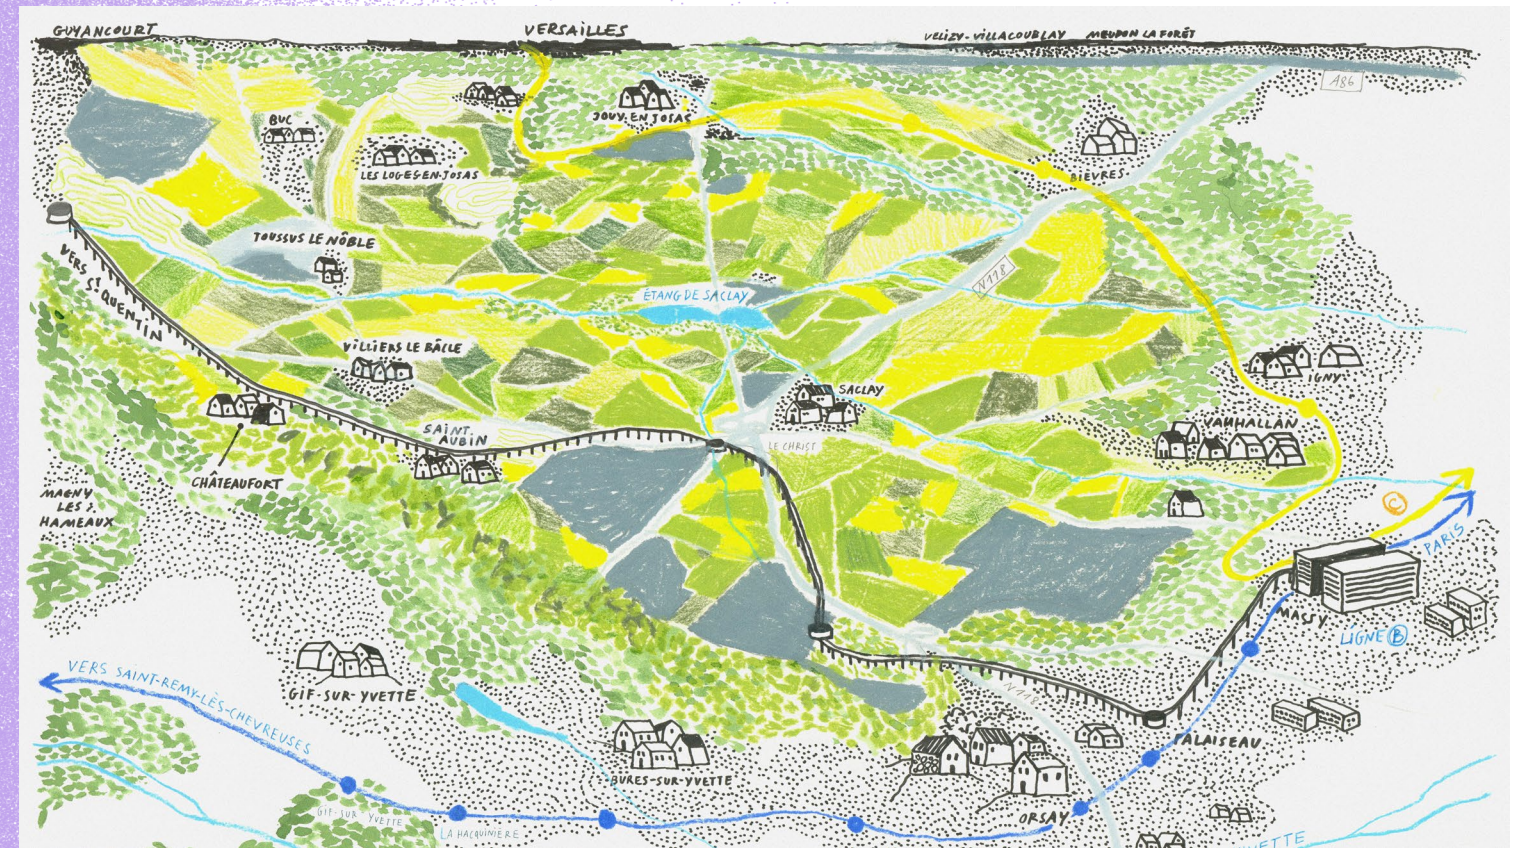 GUYANCOURT
VERSAILLES
VELIZY-VILLACOUBLAY
MEUDON LA FORÊT
A86
BUC
JOUY-EN JOSAS
LES LOGES-EN-JOSAS
BIÈVRES
TOUSSUS LE NOBLE
VERS
ST QUENTIN
N118
ÉTANG DE SACLAY
VILLIERS LE BÂCLE
SACLAY
IGNY
SAINT.
AUBIN
LE CHRIST
VAUHALLAN
CHÂTEAUFORT
MAGNY
LES
HAMEAUX
C
PARIS
MASSY
LIGNE B
VERS SAINT-REMY-LÈS-CHEVREUSES
GIF-SUR-YVETTE
N118
PALAISEAU
BURES-SUR-YVETTE
GIF-SUR-YVETTE
LA HACQUINIÈRE
ORSAY
YVETTE